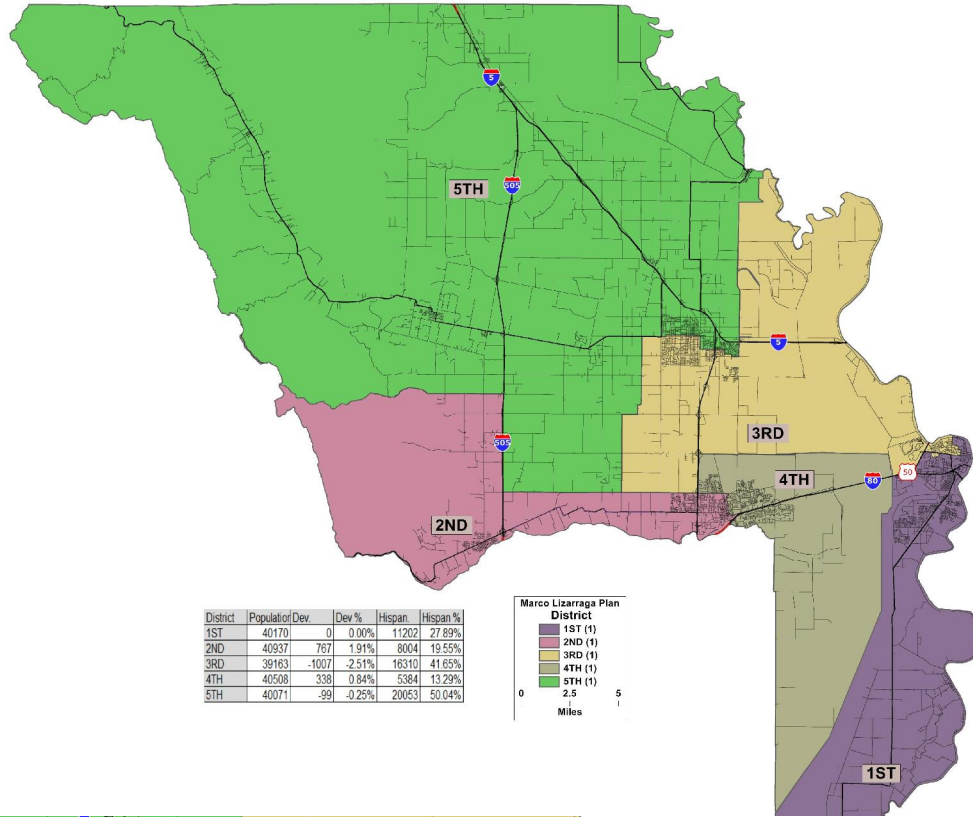 5
505
5TH
5
3RD
505
50
4TH
80
2ND
District Population Dev. Dev % Hispan. Hispan %
1ST 40170 0 0.00% 11202 27.89%
2ND 40937 767 1.91% 8004 19.55%
3RD 39163 -1007 -2.51% 16310 41.65%
4TH 40508 338 0.84% 5384 13.29%
5TH 40071 -99 -0.25% 20053 50.04%
Marco Lizarraga Plan
District
1ST (1)
2ND (1)
3RD (1)
4TH (1)
5TH (1)
0 2.5 5
Miles
1ST